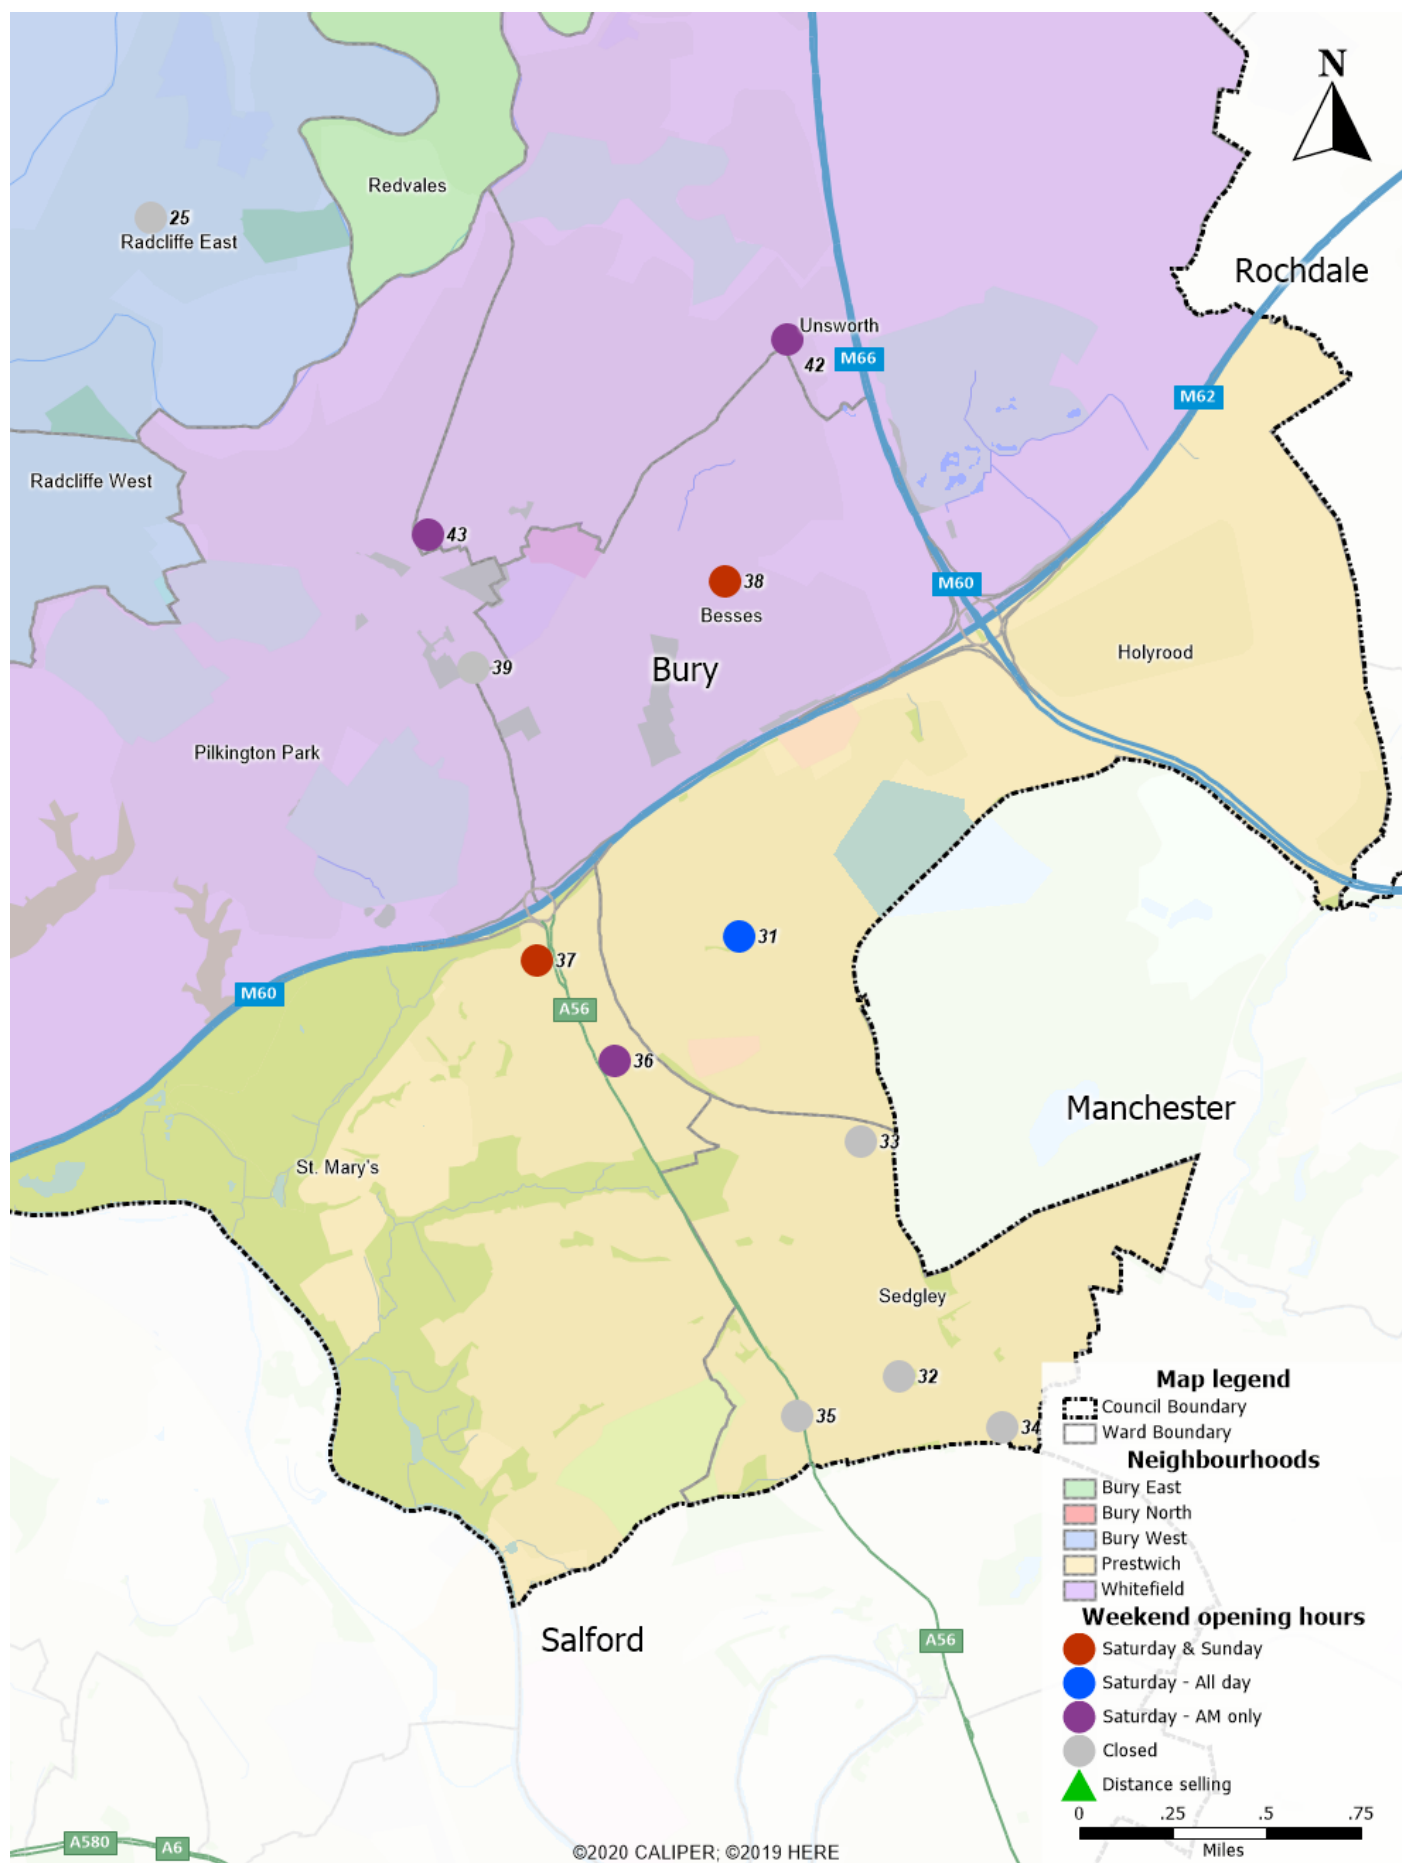 N
Redvales
25
Radcliffe East
Rochdale
Unsworth
42
M66
M62
Radcliffe West
43
38
M60
Besses
Holyrood
39
Bury
Pilkington Park
31
37
M60
A56
36
Manchester
33
St. Mary's
Sedgley
32
35
34
Map legend
Council Boundary
Ward Boundary
Neighbourhoods
Bury East
Bury North
Bury West
Prestwich
Whitefield
Weekend opening hours
Saturday & Sunday
Saturday - All day
Saturday - AM only
Closed
Distance selling
0 .25 .5 .75
Miles
Salford
A56
A580
A6
©2020 CALIPER; ©2019 HERE